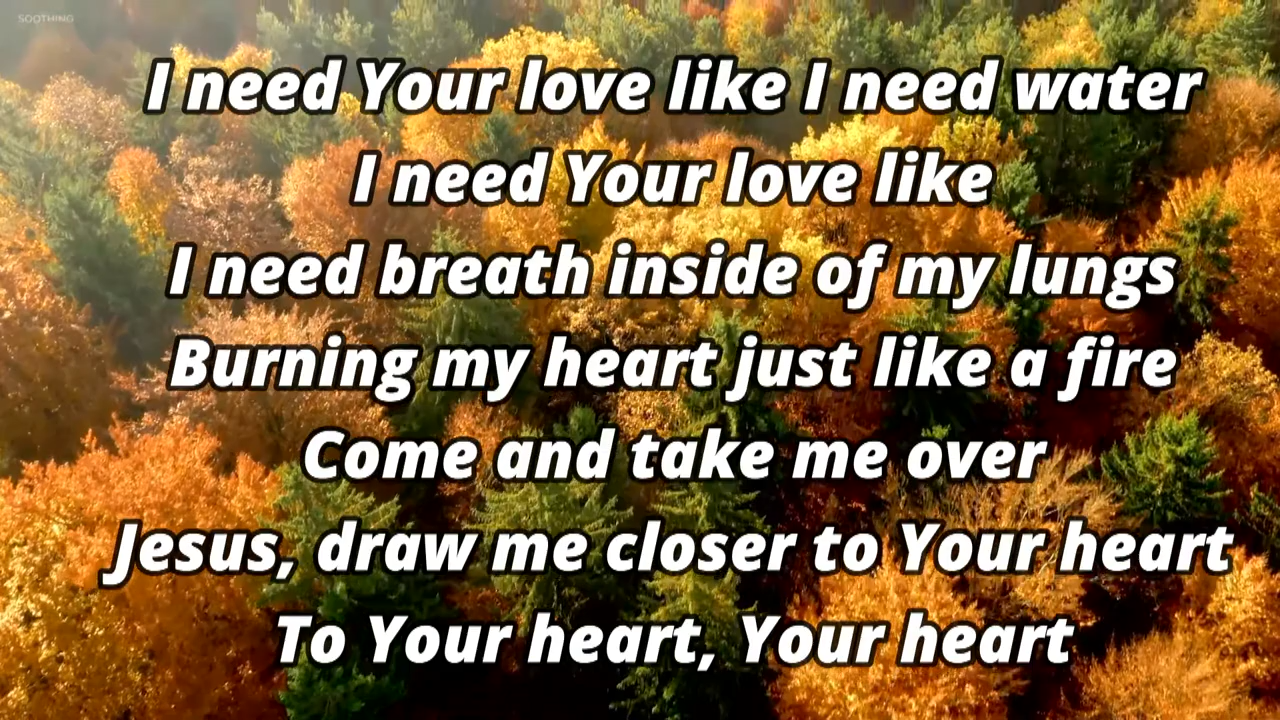 SOOTHING
I need Your love like I need water
I need Your love like
I need breath inside of my lungs
Burning my heart just like a fire
Come and take me over
Jesus, draw me closer to Your heart
To Your heart, Your heart